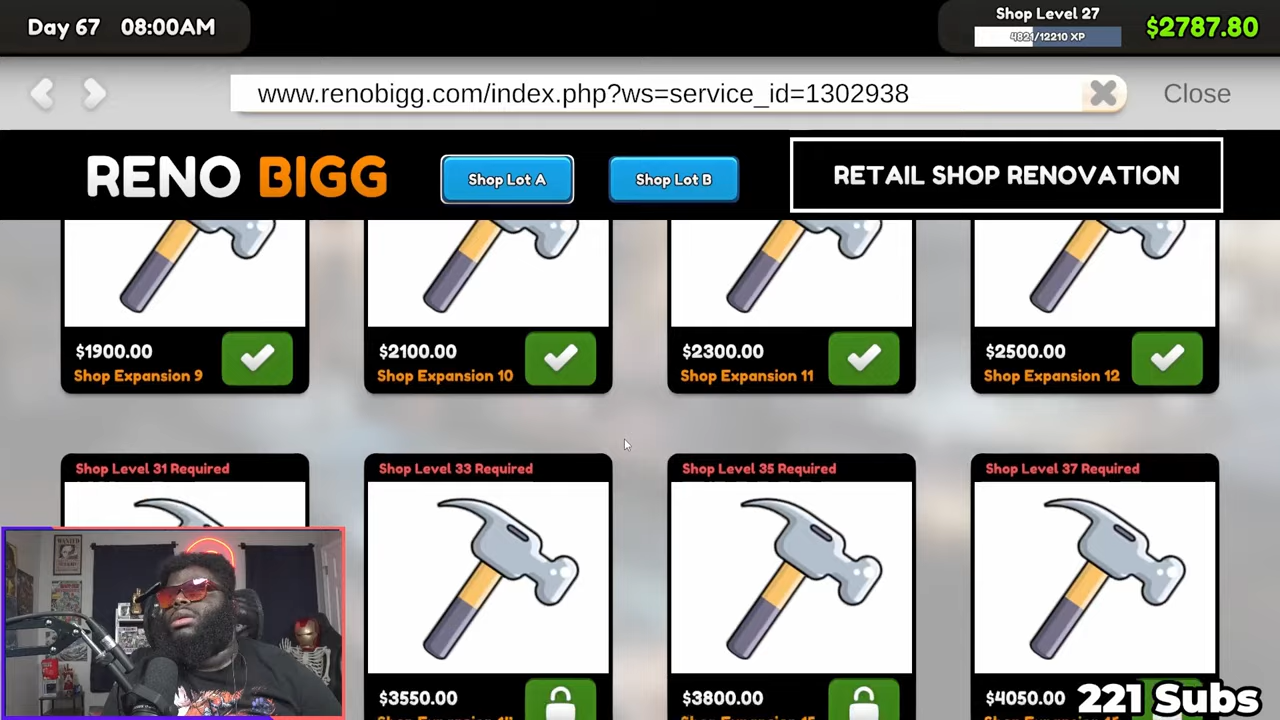 Day 67 08:00AM
Shop Level 27
4821/12210 XP
$2787.80
www.renobigg.com/index.php?ws=service_id=1302938
Close
RENO BIGG
Shop Lot A
Shop Lot B
RETAIL SHOP RENOVATION
$1900.00
Shop Expansion 9
$2100.00
Shop Expansion 10
$2300.00
Shop Expansion 11
$2500.00
Shop Expansion 12
Shop Level 31 Required
Shop Level 33 Required
Shop Level 35 Required
Shop Level 37 Required
$3550.00
$3800.00
$4050.00
221 Subs